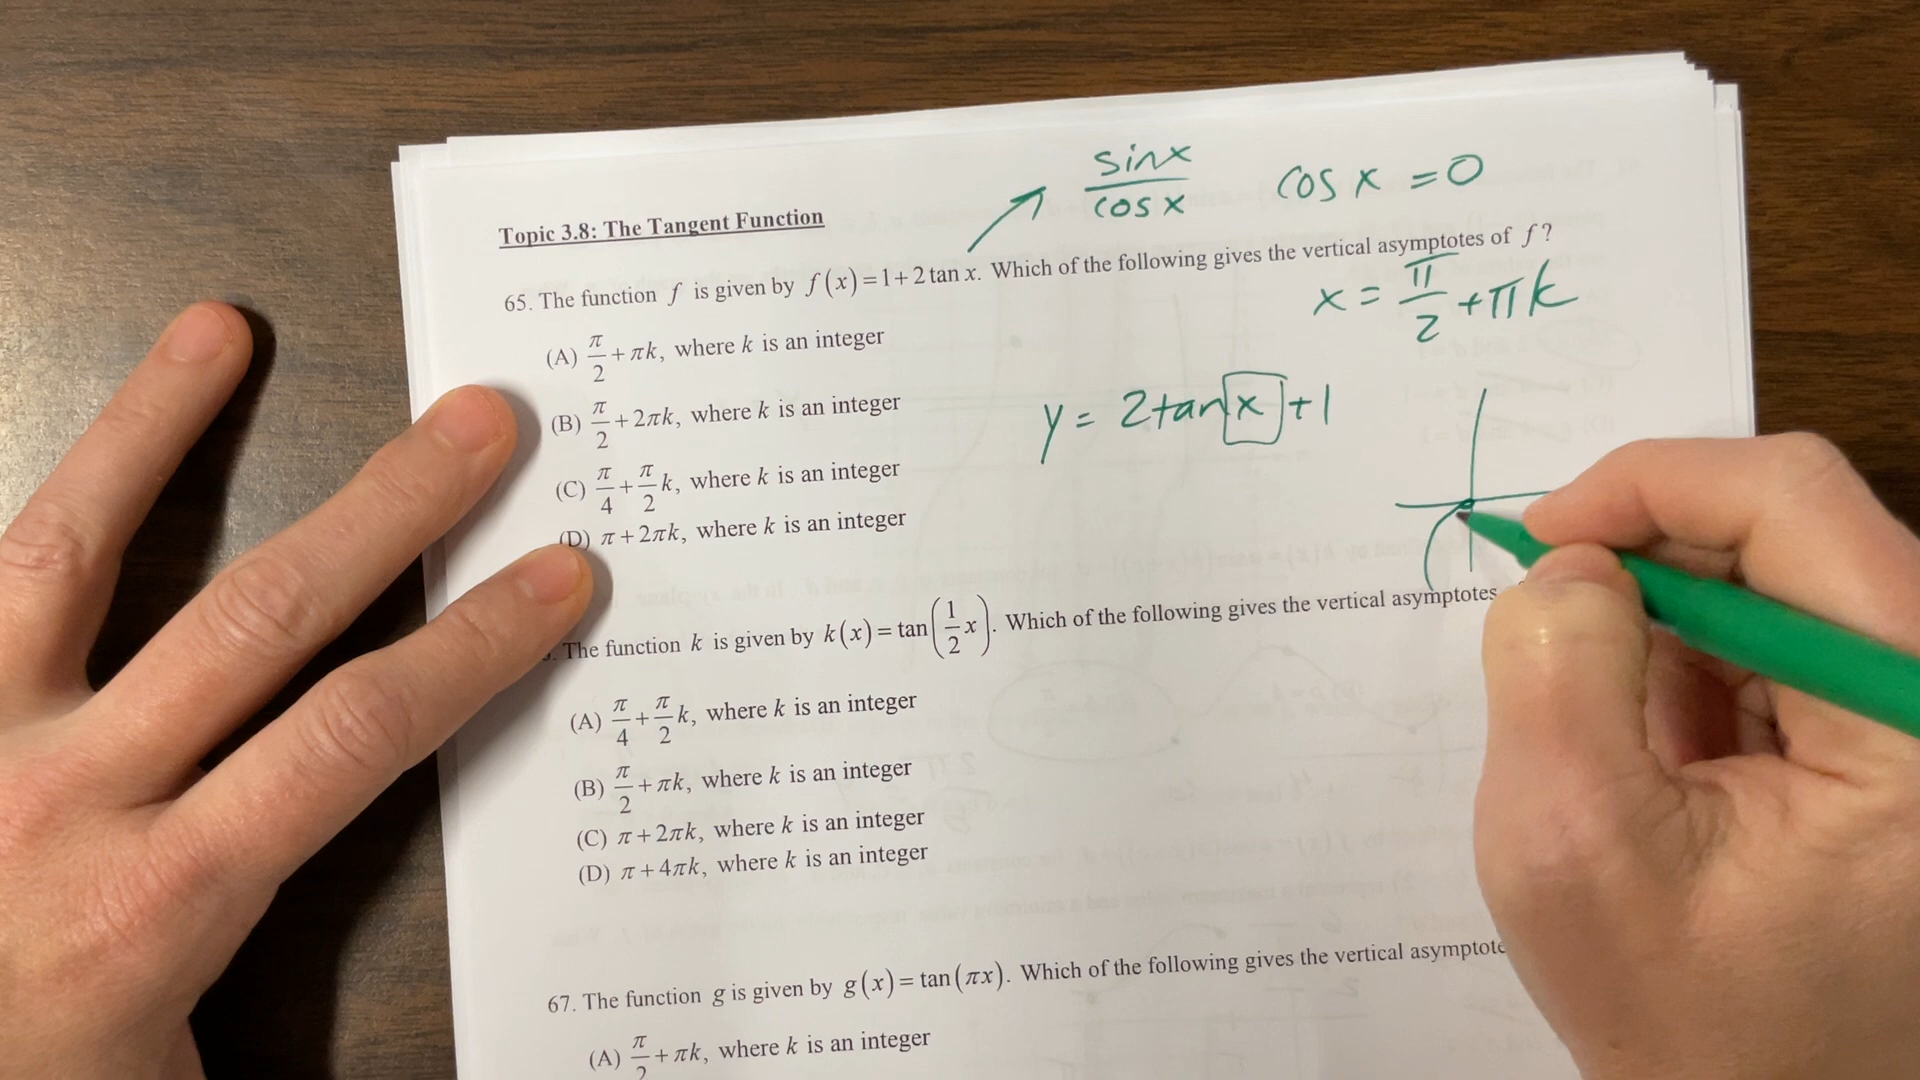 sinx
cosx
cos x = 0
Topic 3.8: The Tangent Function
65. The function f is given by f(x)=1+2 tan x. Which of the following gives the vertical asymptotes of f?
x = π/2 + πk
(A) π/2 + πk, where k is an integer
(B) π/2 + 2πk, where k is an integer
y = 2tan x + 1
(C) π/4 + π/2 k, where k is an integer
(D) π + 2πk, where k is an integer
The function k is given by k(x) = tan(1/2 x). Which of the following gives the vertical asymptotes
(A) π/4 + π/2 k, where k is an integer
(B) π/2 + πk, where k is an integer
(C) π + 2πk, where k is an integer
(D) π + 4πk, where k is an integer
67. The function g is given by g(x) = tan(πx). Which of the following gives the vertical asymptote
(A) π/2 + πk, where k is an integer